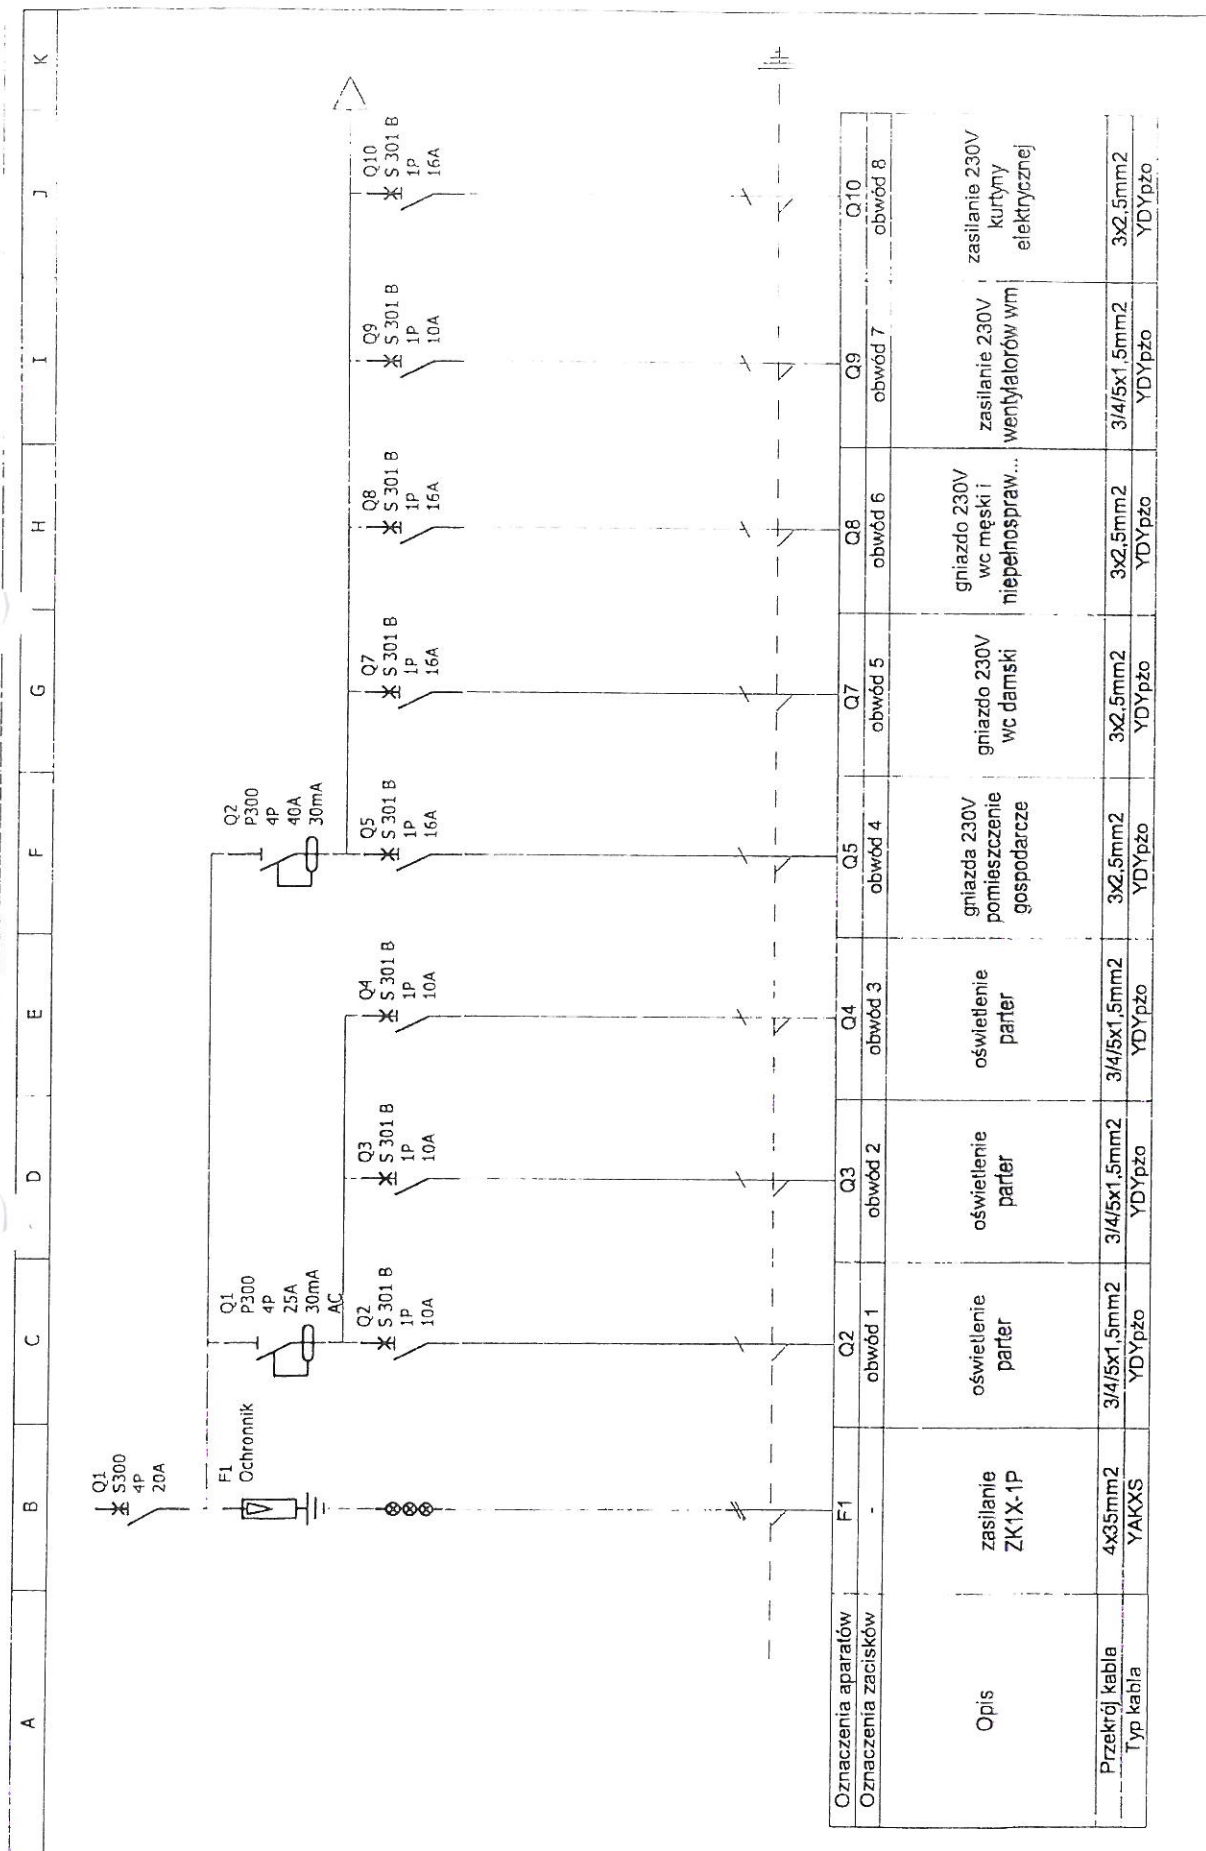 A
B
C
D
E
F
G
H
I
J
K
Q1
S300
4P
20A
F1
Ochronnik
Q1
P300
4P
25A
30mA
AC
Q2
S 301 B
1P
10A
Q3
S 301 B
1P
10A
Q4
S 301 B
1P
10A
Q2
P300
4P
40A
30mA
Q5
S 301 B
1P
16A
Q7
S 301 B
1P
16A
Q8
S 301 B
1P
16A
Q9
S 301 B
1P
10A
Q10
S 301 B
1P
16A
Oznaczenia aparatów F1 Q2 Q3 Q4 Q5 Q7 Q8 Q9 Q10
Oznaczenia zacisków - obwód 1 obwód 2 obwód 3 obwód 4 obwód 5 obwód 6 obwód 7 obwód 8
Opis
zasilanie
ZK1X-1P
oświetlenie
parter
oświetlenie
parter
oświetlenie
parter
gniazda 230V
pomieszczenie
gospodarcze
gniazdo 230V
wc damski
gniazdo 230V
wc męski i
niepełnospraw...
zasilanie 230V
wentylatorów wm
zasilanie 230V
kurtyny
elektrycznej
Przekrój kabla 4x35mm2 3/4/5x1,5mm2 3/4/5x1,5mm2 3/4/5x1,5mm2 3x2,5mm2 3x2,5mm2 3x2,5mm2 3/4/5x1,5mm2 3x2,5mm2
Typ kabla YAKXS YDYpżo YDYpżo YDYpżo YDYpżo YDYpżo YDYpżo YDYpżo YDYpżo